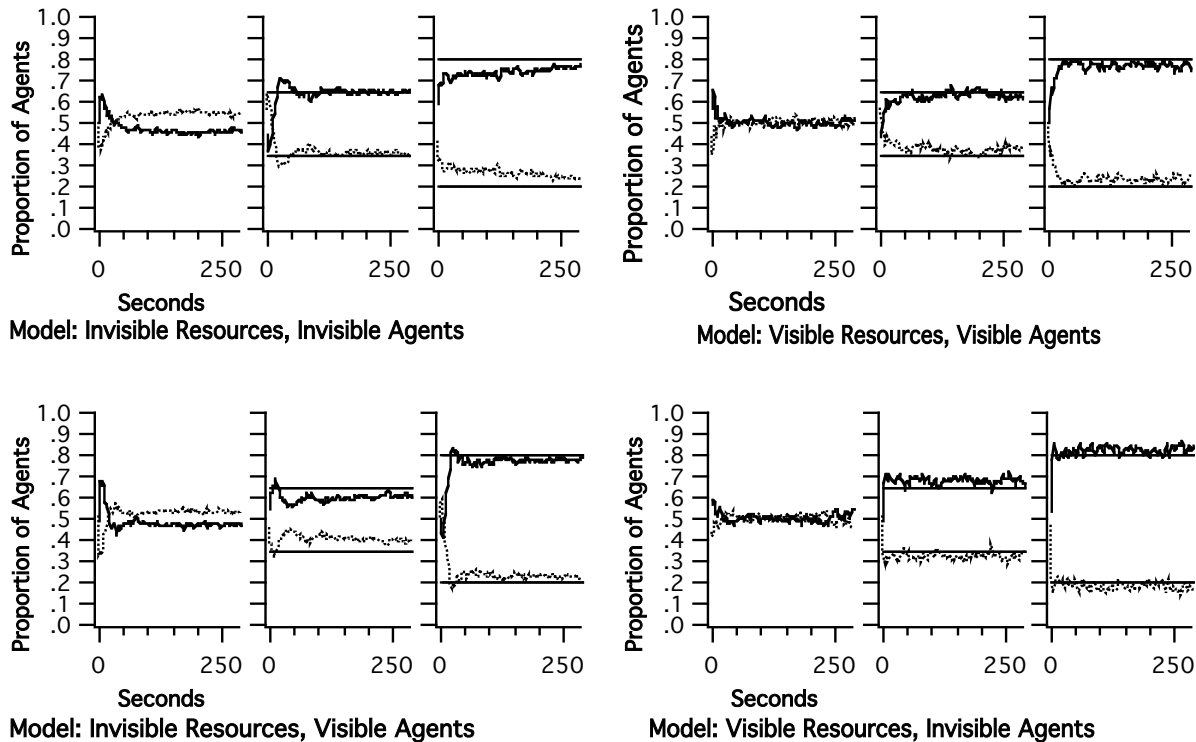 Proportion of Agents
1.0
.9
.8
.7
.6
.5
.4
.3
.2
.1
.0
0 250 0 250 0 250
Seconds
Model: Invisible Resources, Invisible Agents
Proportion of Agents
1.0
.9
.8
.7
.6
.5
.4
.3
.2
.1
.0
0 250 0 250 0 250
Seconds
Model: Visible Resources, Visible Agents
Proportion of Agents
1.0
.9
.8
.7
.6
.5
.4
.3
.2
.1
.0
0 250 0 250 0 250
Seconds
Model: Invisible Resources, Visible Agents
Proportion of Agents
1.0
.9
.8
.7
.6
.5
.4
.3
.2
.1
.0
0 250 0 250 0 250
Seconds
Model: Visible Resources, Invisible Agents